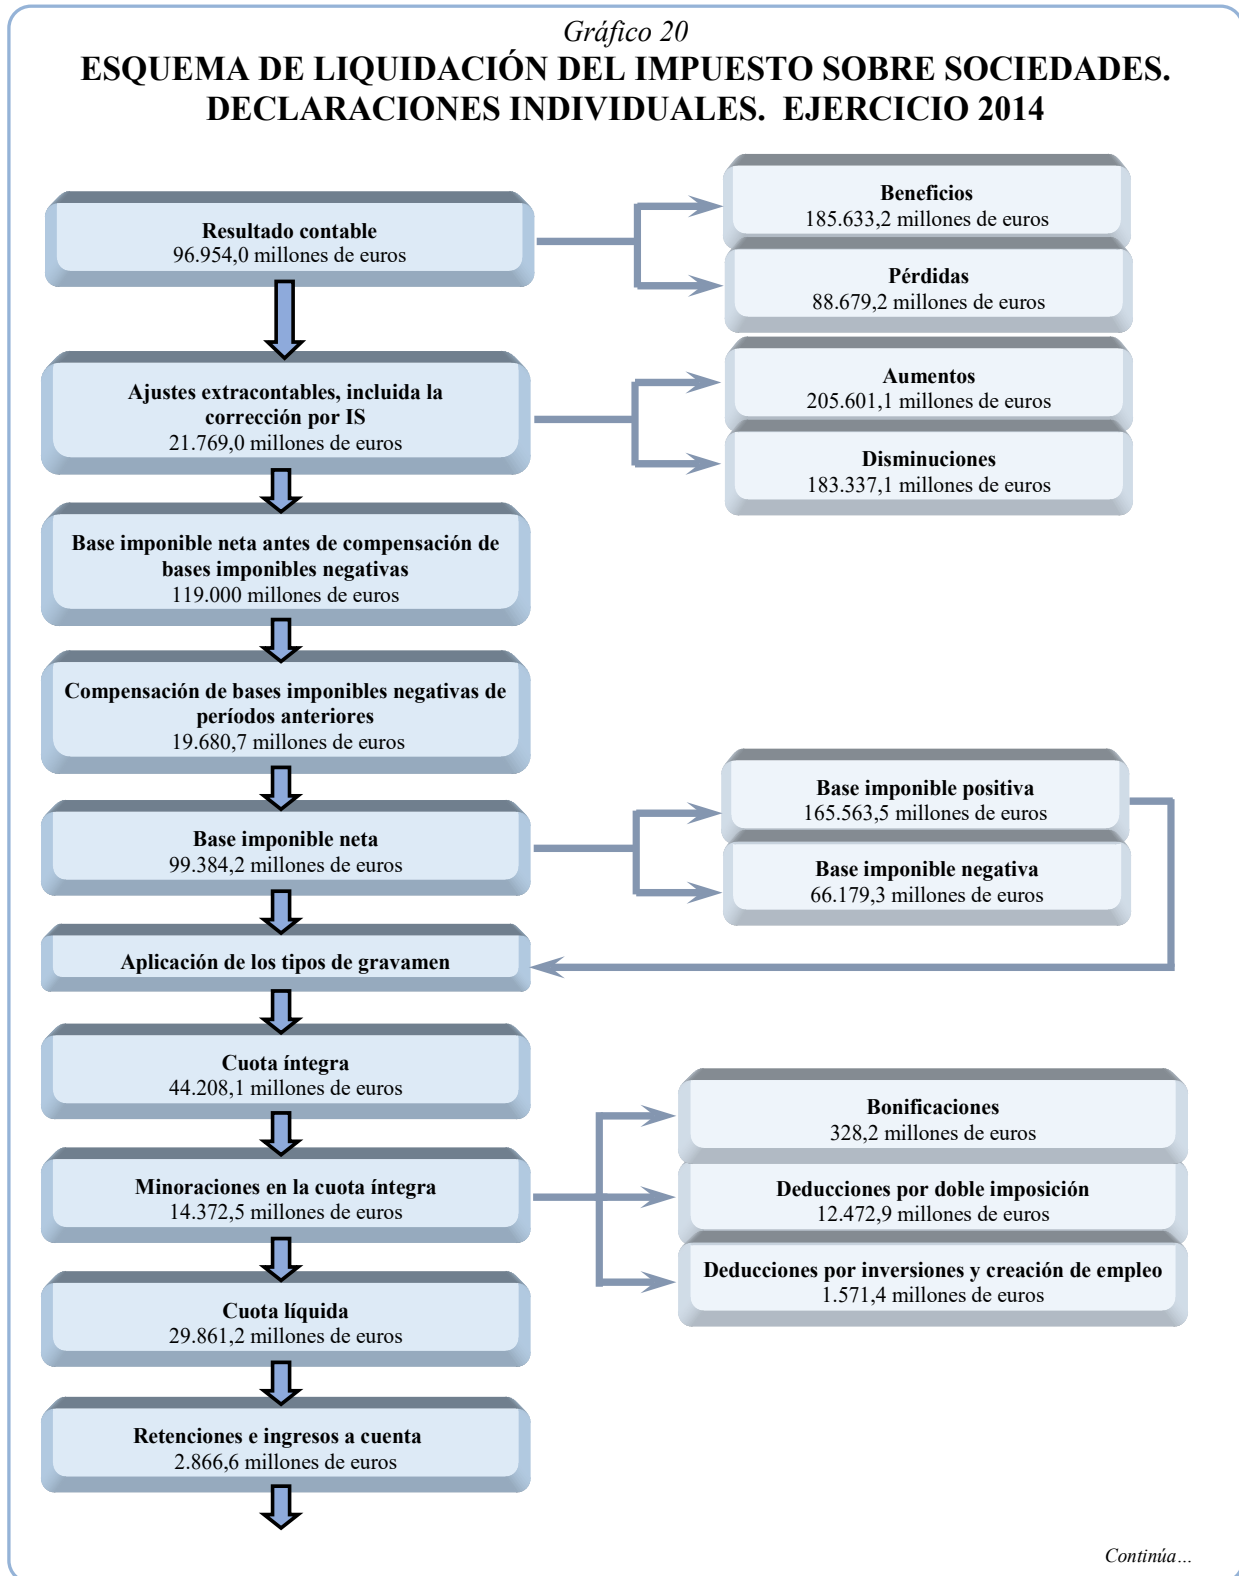 Gráfico 20
ESQUEMA DE LIQUIDACIÓN DEL IMPUESTO SOBRE SOCIEDADES.
DECLARACIONES INDIVIDUALES. EJERCICIO 2014
Resultado contable
96.954,0 millones de euros
Beneficios
185.633,2 millones de euros
Pérdidas
88.679,2 millones de euros
Ajustes extracontables, incluida la
corrección por IS
21.769,0 millones de euros
Aumentos
205.601,1 millones de euros
Disminuciones
183.337,1 millones de euros
Base imponible neta antes de compensación de
bases imponibles negativas
119.000 millones de euros
Compensación de bases imponibles negativas de
períodos anteriores
19.680,7 millones de euros
Base imponible neta
99.384,2 millones de euros
Base imponible positiva
165.563,5 millones de euros
Base imponible negativa
66.179,3 millones de euros
Aplicación de los tipos de gravamen
Cuota íntegra
44.208,1 millones de euros
Minoraciones en la cuota íntegra
14.372,5 millones de euros
Bonificaciones
328,2 millones de euros
Deducciones por doble imposición
12.472,9 millones de euros
Deducciones por inversiones y creación de empleo
1.571,4 millones de euros
Cuota líquida
29.861,2 millones de euros
Retenciones e ingresos a cuenta
2.866,6 millones de euros
Continúa...